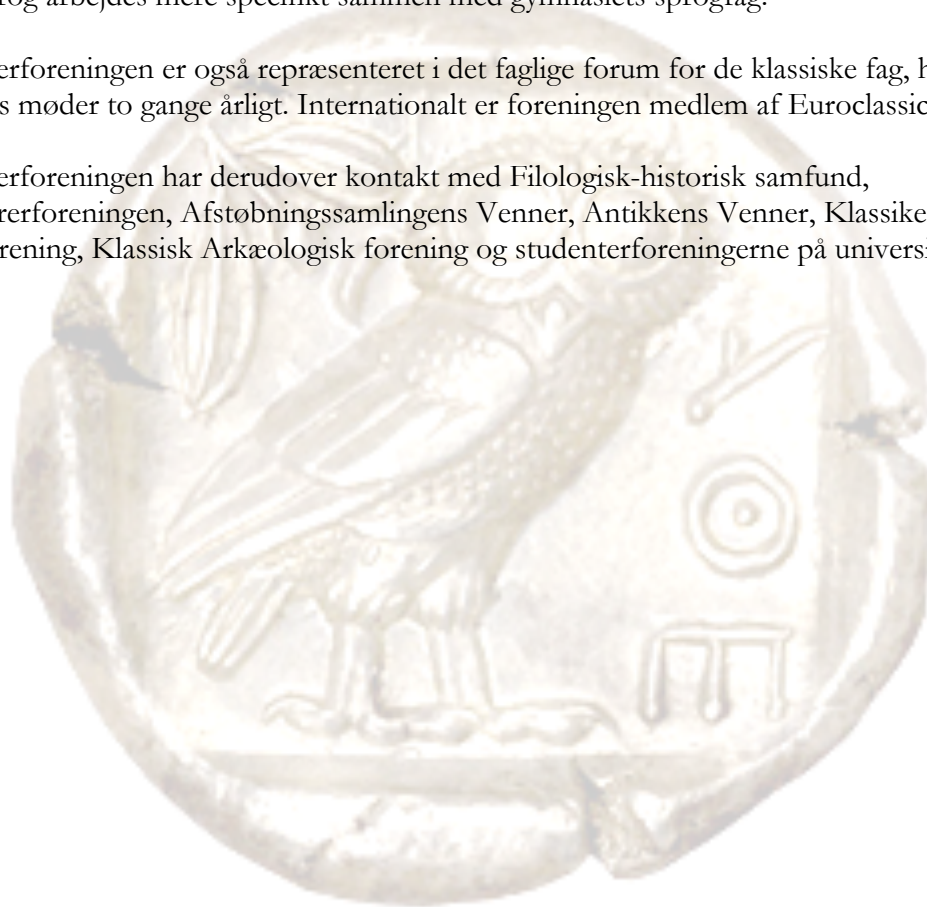 rog arbejdes mere specifikt sammen med gymnasiets sprogfag.
erforeningen er også repræsenteret i det faglige forum for de klassiske fag, h
s møder to gange årligt. Internationalt er foreningen medlem af Euroclassic
erforeningen har derudover kontakt med Filologisk-historisk samfund,
rerforeningen, Afstøbningssamlingens Venner, Antikkens Venner, Klassike
rening, Klassisk Arkæologisk forening og studenterforeningerne på universi
Α
Θ
Ε